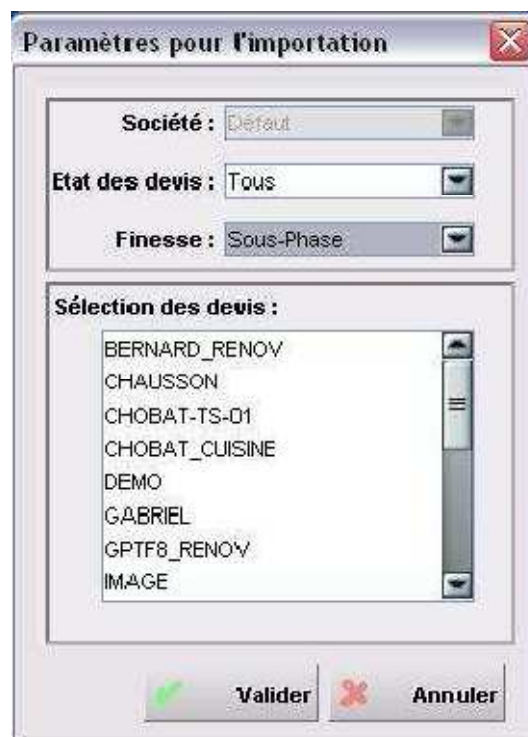 Paramètres pour l'importation
Société : Défaut
Etat des devis : Tous
Finesse : Sous-Phase
Sélection des devis :
BERNARD_RENOV
CHAUSSON
CHOBAT-TS-01
CHOBAT_CUISINE
DEMO
GABRIEL
GPTF8_RENOV
IMAGE
Valider Annuler